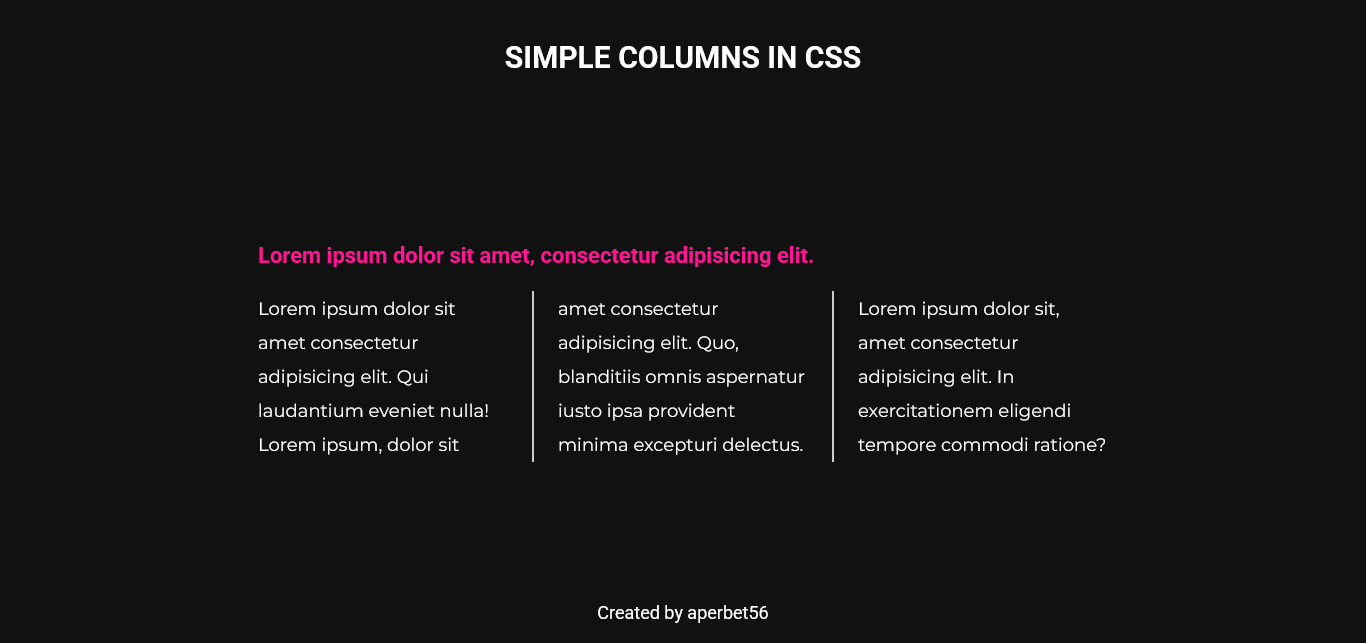 SIMPLE COLUMNS IN CSS
Lorem ipsum dolor sit amet, consectetur adipisicing elit.
Lorem ipsum dolor sit
amet consectetur
adipisicing elit. Qui
laudantium eveniet nulla!
Lorem ipsum, dolor sit
amet consectetur
adipisicing elit. Quo,
blanditiis omnis aspernatur
iusto ipsa provident
minima excepturi delectus.
Lorem ipsum dolor sit,
amet consectetur
adipisicing elit. In
exercitationem eligendi
tempore commodi ratione?
Created by aperbet56